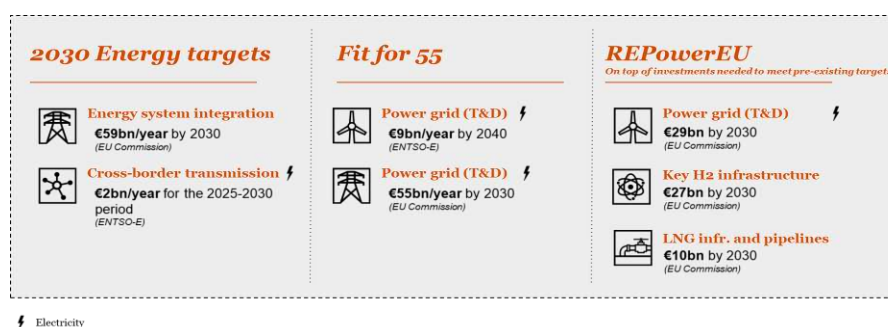 2030 Energy targets
Energy system integration
€59bn/year by 2030
(EU Commission)
Cross-border transmission
€2bn/year for the 2025-2030
period
(ENTSO-E)
Fit for 55
Power grid (T&D)
€9bn/year by 2040
(ENTSO-E)
Power grid (T&D)
€55bn/year by 2030
(EU Commission)
REPowerEU
On top of investments needed to meet pre-existing target
Power grid (T&D)
€29bn by 2030
(EU Commission)
Key H2 infrastructure
€27bn by 2030
(EU Commission)
LNG infr. and pipelines
€10bn by 2030
(EU Commission)
Electricity